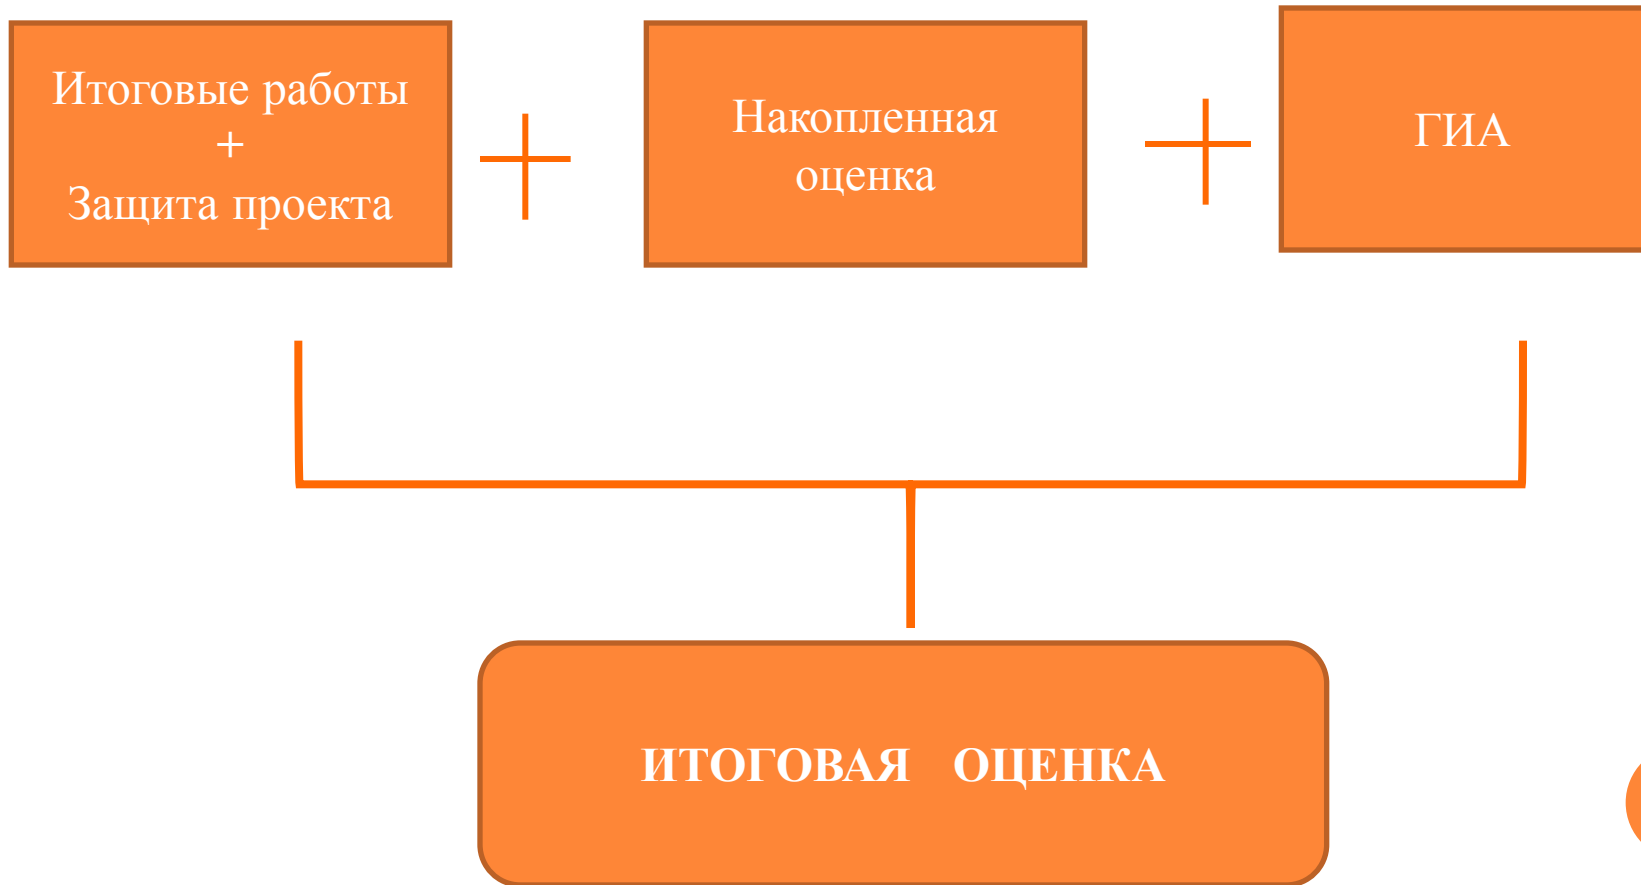 Итоговые работы
+
Защита проекта
Накопленная
оценка
ГИА
ИТОГОВАЯ ОЦЕНКА